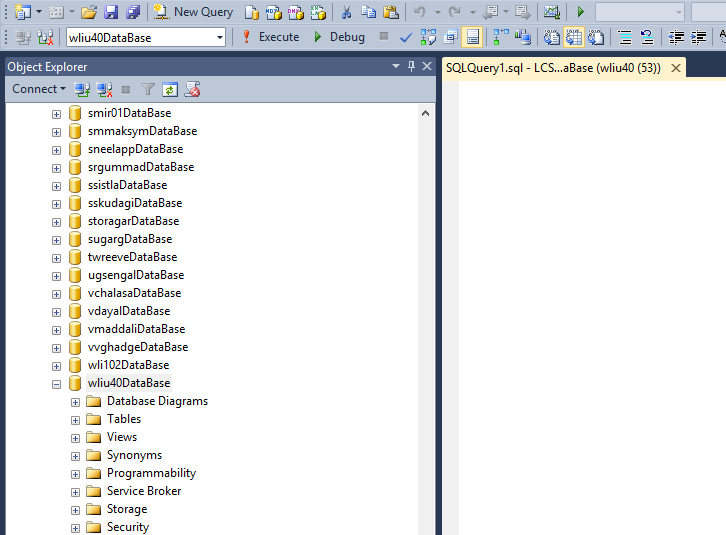 New Query
wliu40DataBase
Execute
Debug
Object Explorer
SQLQuery1.sql - LCS...aBase (wliu40 (53))
Connect
smir01DataBase
smmaksymDataBase
sneelappDataBase
srgummadDataBase
ssistlaDataBase
sskudagiDataBase
storagarDataBase
sugargDataBase
twreeveDataBase
ugsengalDataBase
vchalasaDataBase
vdayalDataBase
vmaddaliDataBase
vvghadgeDataBase
wli102DataBase
wliu40DataBase
Database Diagrams
Tables
Views
Synonyms
Programmability
Service Broker
Storage
Security